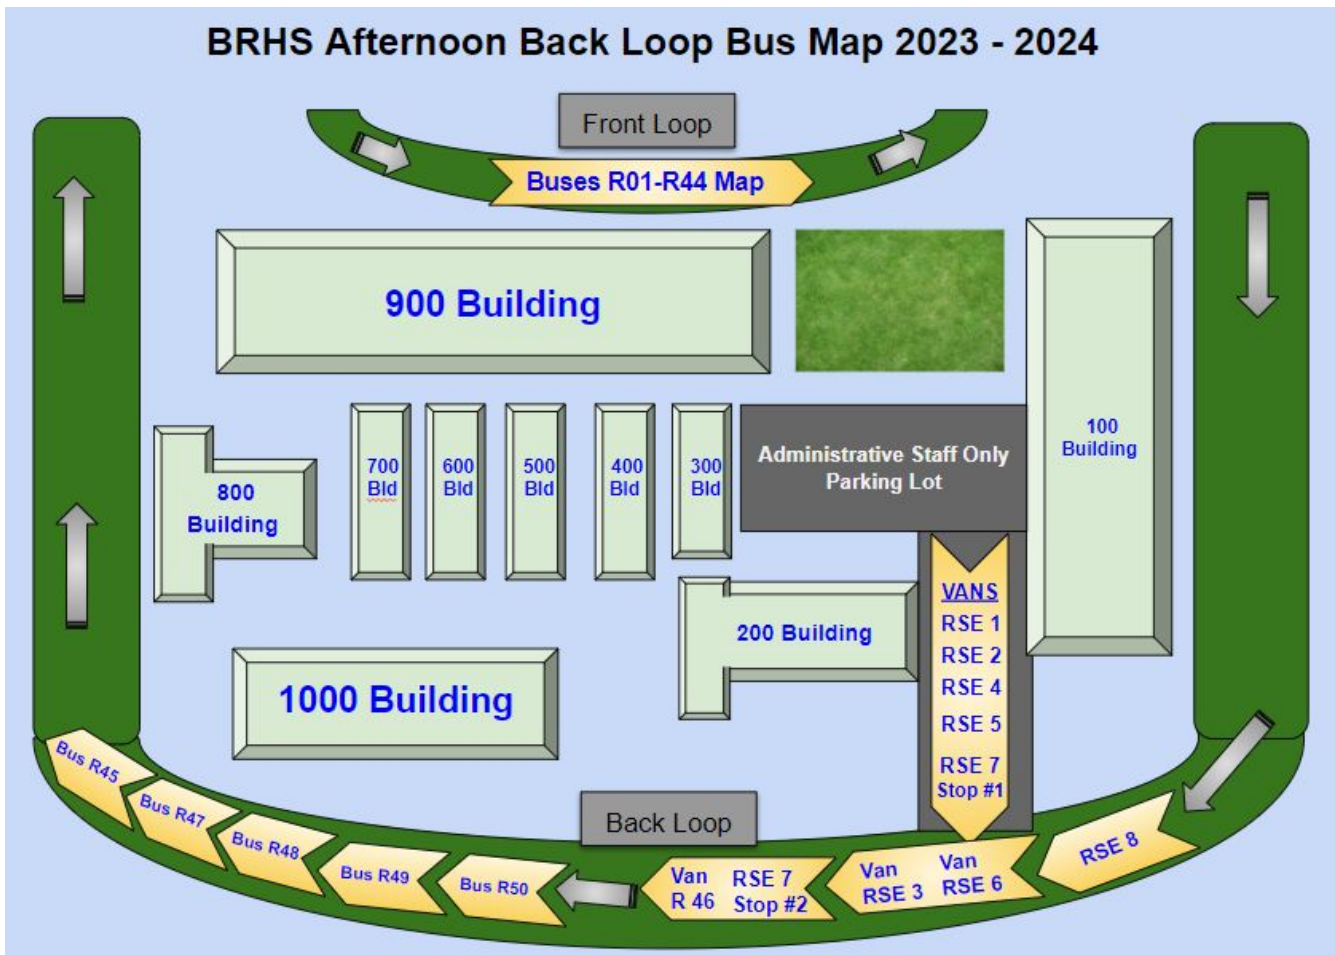 BRHS Afternoon Back Loop Bus Map 2023 - 2024
Front Loop
Buses R01-R44 Map
900 Building
100
Building
700
Bld
600
Bld
500
Bld
400
Bld
300
Bld
Administrative Staff Only
Parking Lot
800
Building
200 Building
VANS
RSE 1
RSE 2
RSE 4
RSE 5
RSE 7
Stop #1
1000 Building
Back Loop
Bus R45
Bus R47
Bus R48
Bus R49
Bus R50
Van
R 46
RSE 7
Stop #2
Van
RSE 3
Van
RSE 6
RSE 8